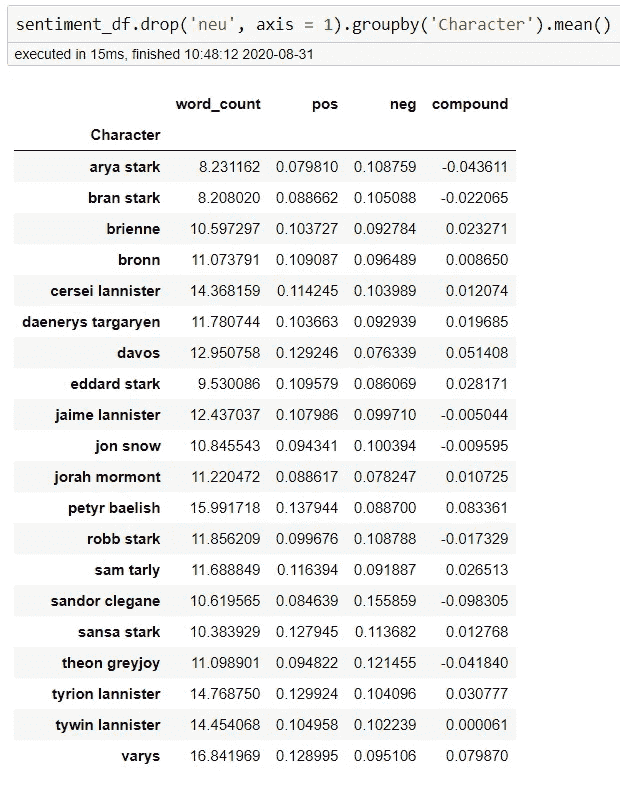 sentiment_df.drop('neu', axis = 1).groupby('Character').mean()
executed in 15ms, finished 10:48:12 2020-08-31
word_count pos neg compound
Character
arya stark 8.231162 0.079810 0.108759 -0.043611
bran stark 8.208020 0.088662 0.105088 -0.022065
brienne 10.597297 0.103727 0.092784 0.023271
bronn 11.073791 0.109087 0.096489 0.008650
cersei lannister 14.368159 0.114245 0.103989 0.012074
daenerys targaryen 11.780744 0.103663 0.092939 0.019685
davos 12.950758 0.129246 0.076339 0.051408
eddard stark 9.530086 0.109579 0.086069 0.028171
jaime lannister 12.437037 0.107986 0.099710 -0.005044
jon snow 10.845543 0.094341 0.100394 -0.009595
jorah mormont 11.220472 0.088617 0.078247 0.010725
petyr baelish 15.991718 0.137944 0.088700 0.083361
robb stark 11.856209 0.099676 0.108788 -0.017329
sam tarly 11.688849 0.116394 0.091887 0.026513
sandor clegane 10.619565 0.084639 0.155859 -0.098305
sansa stark 10.383929 0.127945 0.113682 0.012768
theon greyjoy 11.098901 0.094822 0.121455 -0.041840
tyrion lannister 14.768750 0.129924 0.104096 0.030777
tywin lannister 14.454068 0.104958 0.102239 0.000061
varys 16.841969 0.128995 0.095106 0.079870